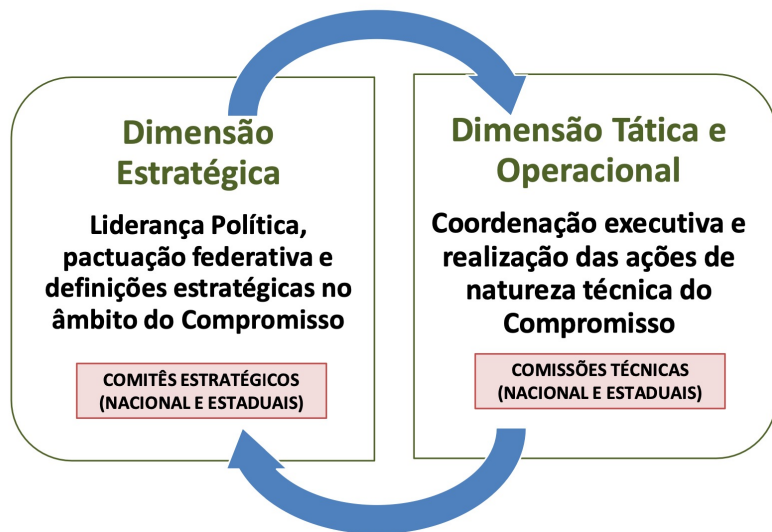 Dimensão
Estratégica
Liderança Política,
pactuação federativa e
definições estratégicas no
âmbito do Compromisso
COMITÊS ESTRATÉGICOS
(NACIONAL E ESTADUAIS)
Dimensão Tática e
Operacional
Coordenação executiva e
realização das ações de
natureza técnica do
Compromisso
COMISSÕES TÉCNICAS
(NACIONAL E ESTADUAIS)